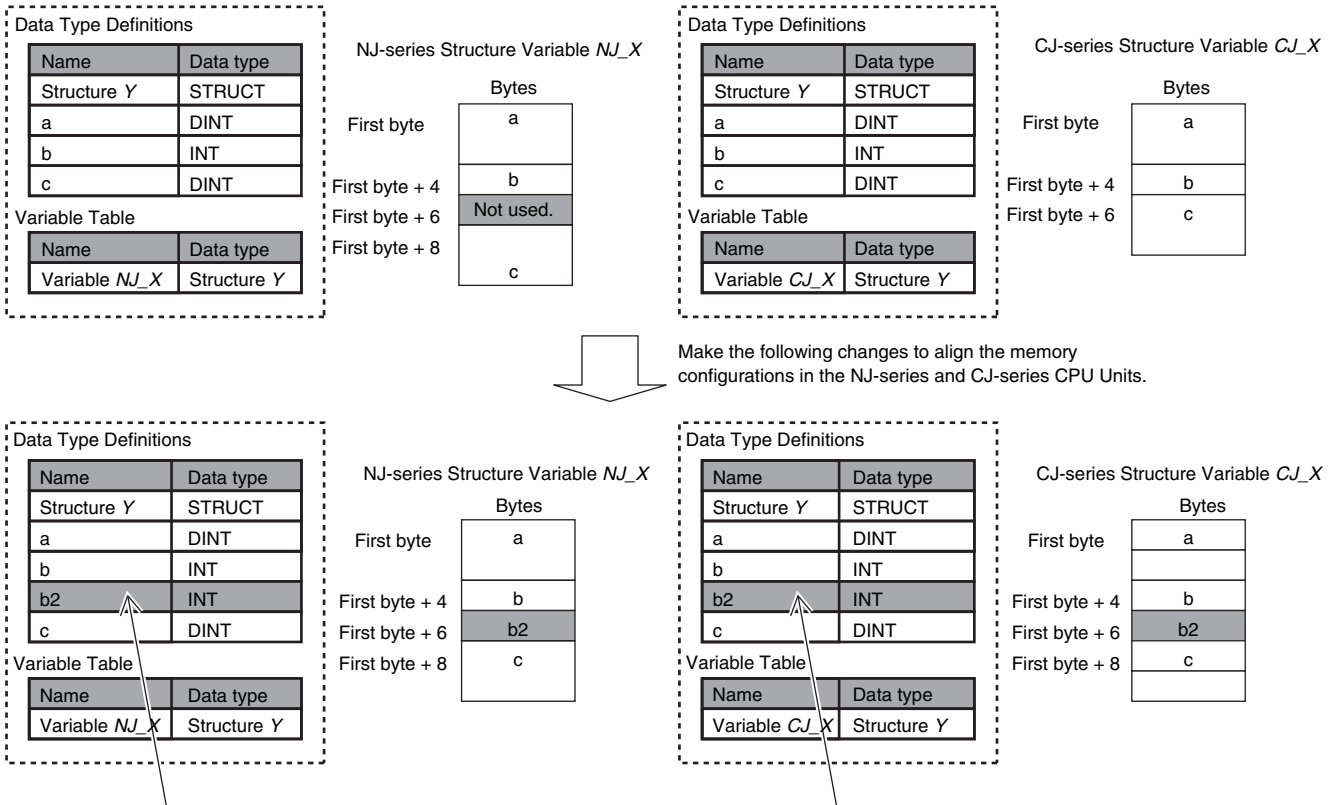 Data Type Definitions
Name Data type
Structure Y STRUCT
a DINT
b INT
c DINT
Variable Table
Name Data type
Variable NJ_X Structure Y
NJ-series Structure Variable NJ_X
Bytes
First byte a
First byte + 4 b
First byte + 6 Not used.
First byte + 8
c
Data Type Definitions
Name Data type
Structure Y STRUCT
a DINT
b INT
c DINT
Variable Table
Name Data type
Variable CJ_X Structure Y
CJ-series Structure Variable CJ_X
Bytes
First byte a
First byte + 4 b
First byte + 6 c
Make the following changes to align the memory
configurations in the NJ-series and CJ-series CPU Units.
Data Type Definitions
Name Data type
Structure Y STRUCT
a DINT
b INT
b2 INT
c DINT
Variable Table
Name Data type
Variable NJ_X Structure Y
NJ-series Structure Variable NJ_X
Bytes
First byte a
First byte + 4 b
First byte + 6 b2
First byte + 8 c
Data Type Definitions
Name Data type
Structure Y STRUCT
a DINT
b INT
b2 INT
c DINT
Variable Table
Name Data type
Variable CJ_X Structure Y
CJ-series Structure Variable CJ_X
Bytes
First byte a
First byte + 4 b
First byte + 6 b2
First byte + 8 c